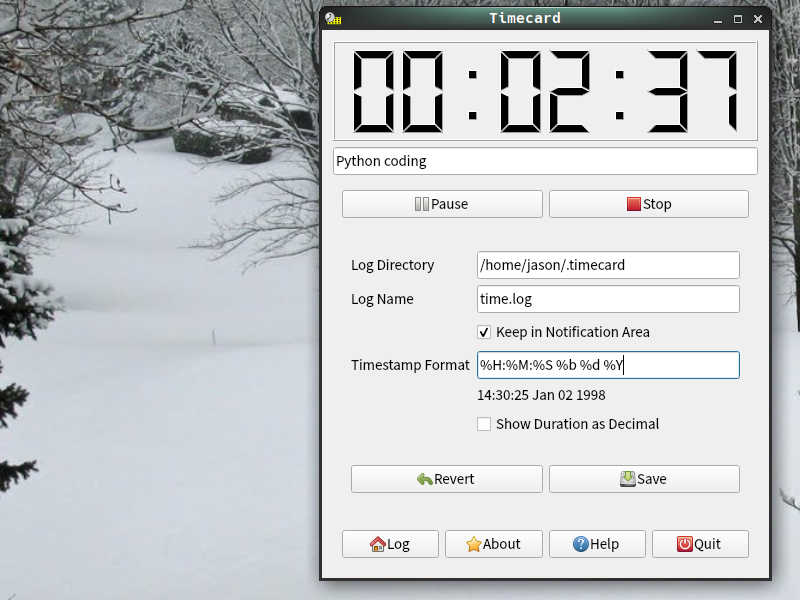 Timecard
00:02:37
Python coding
Pause Stop
Log Directory /home/jason/.timecard
Log Name time.log
Keep in Notification Area
Timestamp Format %H:%M:%S %b %d %Y
14:30:25 Jan 02 1998
Show Duration as Decimal
Revert Save
Log About Help Quit